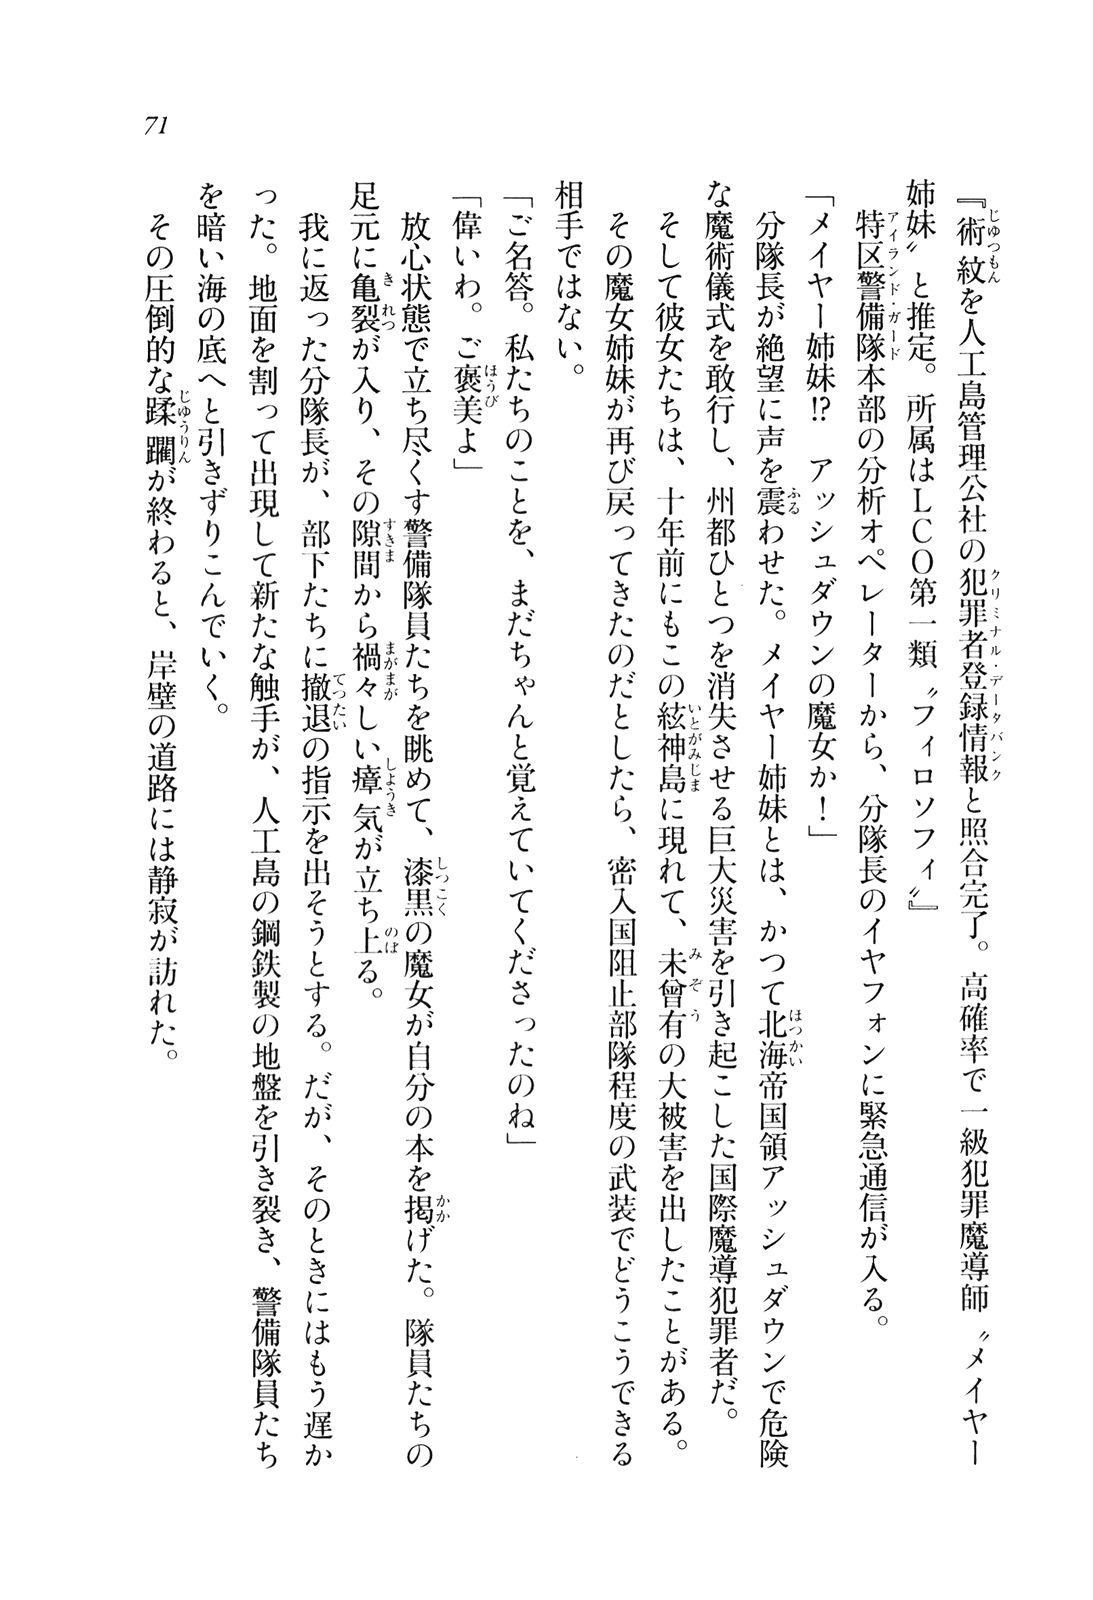 71
『術紋を人工島管理公社の犯罪者登録情報と照合完了。高確率で一級犯罪魔導師〝メイヤー
姉妹〟と推定。所属はLCO第一類〝フィロソフィ〟』
特区警備隊本部の分析オペレーターから、分隊長のイヤフォンに緊急通信が入る。
「メイヤー姉妹!? アッシュダウンの魔女か！」
分隊長が絶望に声を震わせた。メイヤー姉妹とは、かつて北海帝国領アッシュダウンで危険
な魔術儀式を敢行し、州都ひとつを消失させる巨大災害を引き起こした国際魔導犯罪者だ。
そして彼女たちは、十年前にもこの絃神島に現れて、未曾有の大被害を出したことがある。
その魔女姉妹が再び戻ってきたのだとしたら、密入国阻止部隊程度の武装でどうこうできる
相手ではない。
「ご名答。私たちのことを、まだちゃんと覚えていてくださったのね」
「偉いわ。ご褒美よ」
放心状態で立ち尽くす警備隊員たちを眺めて、漆黒の魔女が自分の本を掲げた。隊員たちの
足元に亀裂が入り、その隙間から禍々しい瘴気が立ち上る。
我に返った分隊長が、部下たちに撤退の指示を出そうとする。だが、そのときにはもう遅か
った。地面を割って出現して新たな触手が、人工島の鋼鉄製の地盤を引き裂き、警備隊員たち
を暗い海の底へと引きずりこんでいく。
その圧倒的な蹂躙が終わると、岸壁の道路には静寂が訪れた。